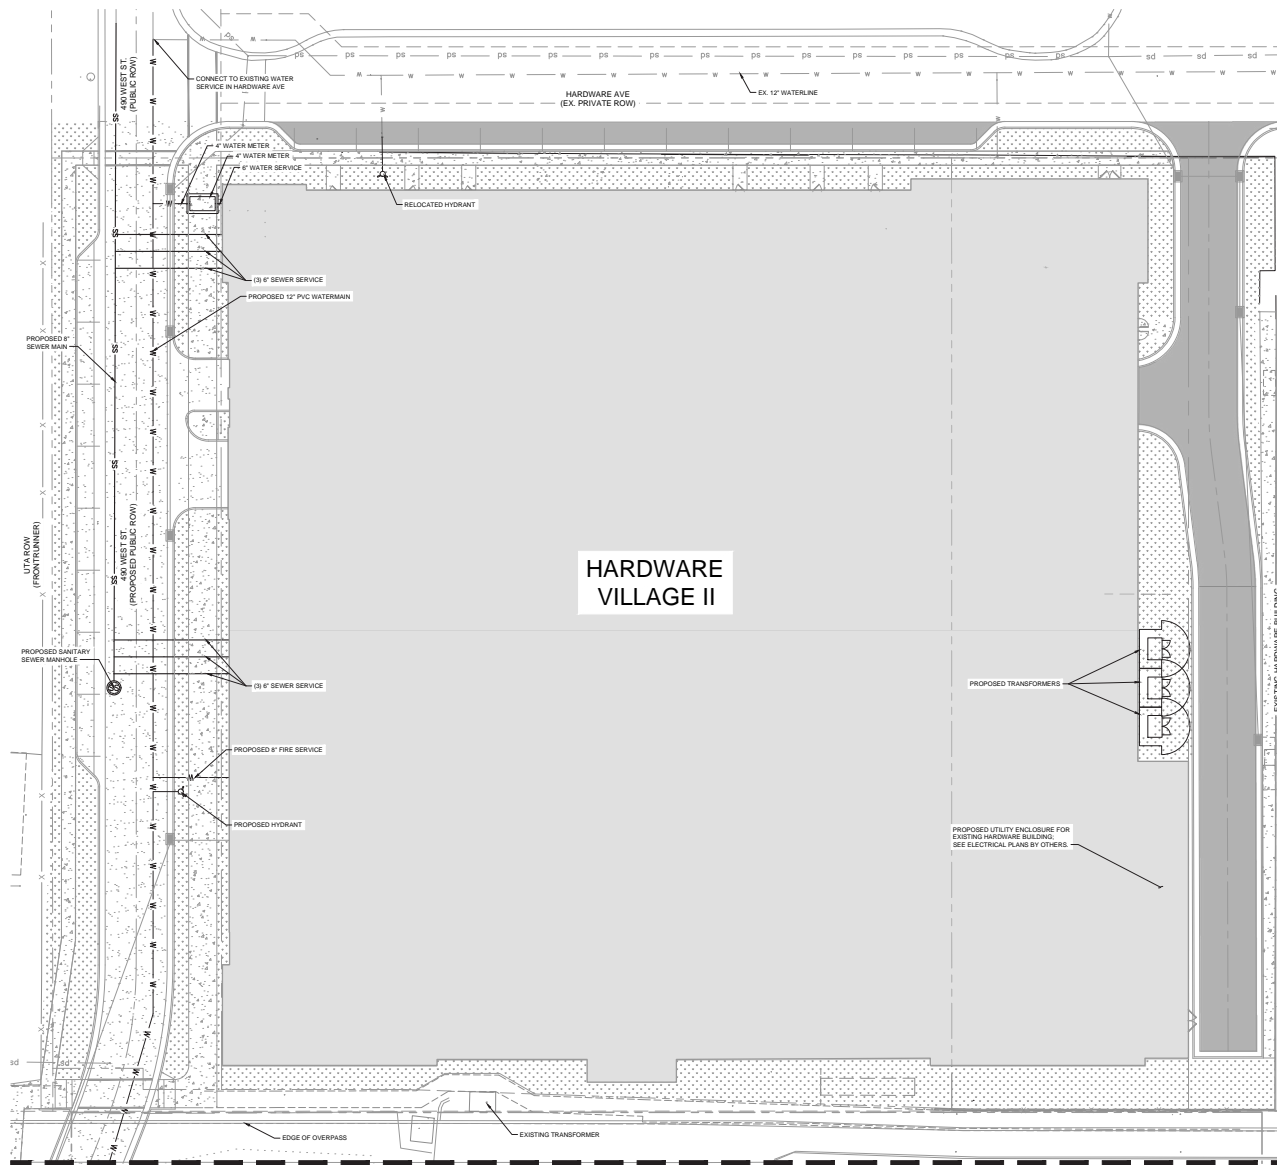 490 WEST ST.
(PUBLIC ROW)
CONNECT TO EXISTING WATER
SERVICE IN HARDWARE AVE
HARDWARE AVE
(EX. PRIVATE ROW)
EX. 12" WATERLINE
4" WATER METER
4" WATER METER
6" WATER SERVICE
RELOCATED HYDRANT
(3) 6" SEWER SERVICE
PROPOSED 12" PVC WATERMAIN
PROPOSED 8"
SEWER MAIN
UTA ROW
(FRONTRUNNER)
490 WEST ST.
(PROPOSED PUBLIC ROW)
HARDWARE
VILLAGE II
PROPOSED SANITARY
SEWER MANHOLE
(3) 6" SEWER SERVICE
PROPOSED TRANSFORMERS
EXISTING HARDWARE BUILDING
PROPOSED 8" FIRE SERVICE
PROPOSED HYDRANT
PROPOSED UTILITY ENCLOSURE FOR
EXISTING HARDWARE BUILDING;
SEE ELECTRICAL PLANS BY OTHERS.
EDGE OF OVERPASS
EXISTING TRANSFORMER